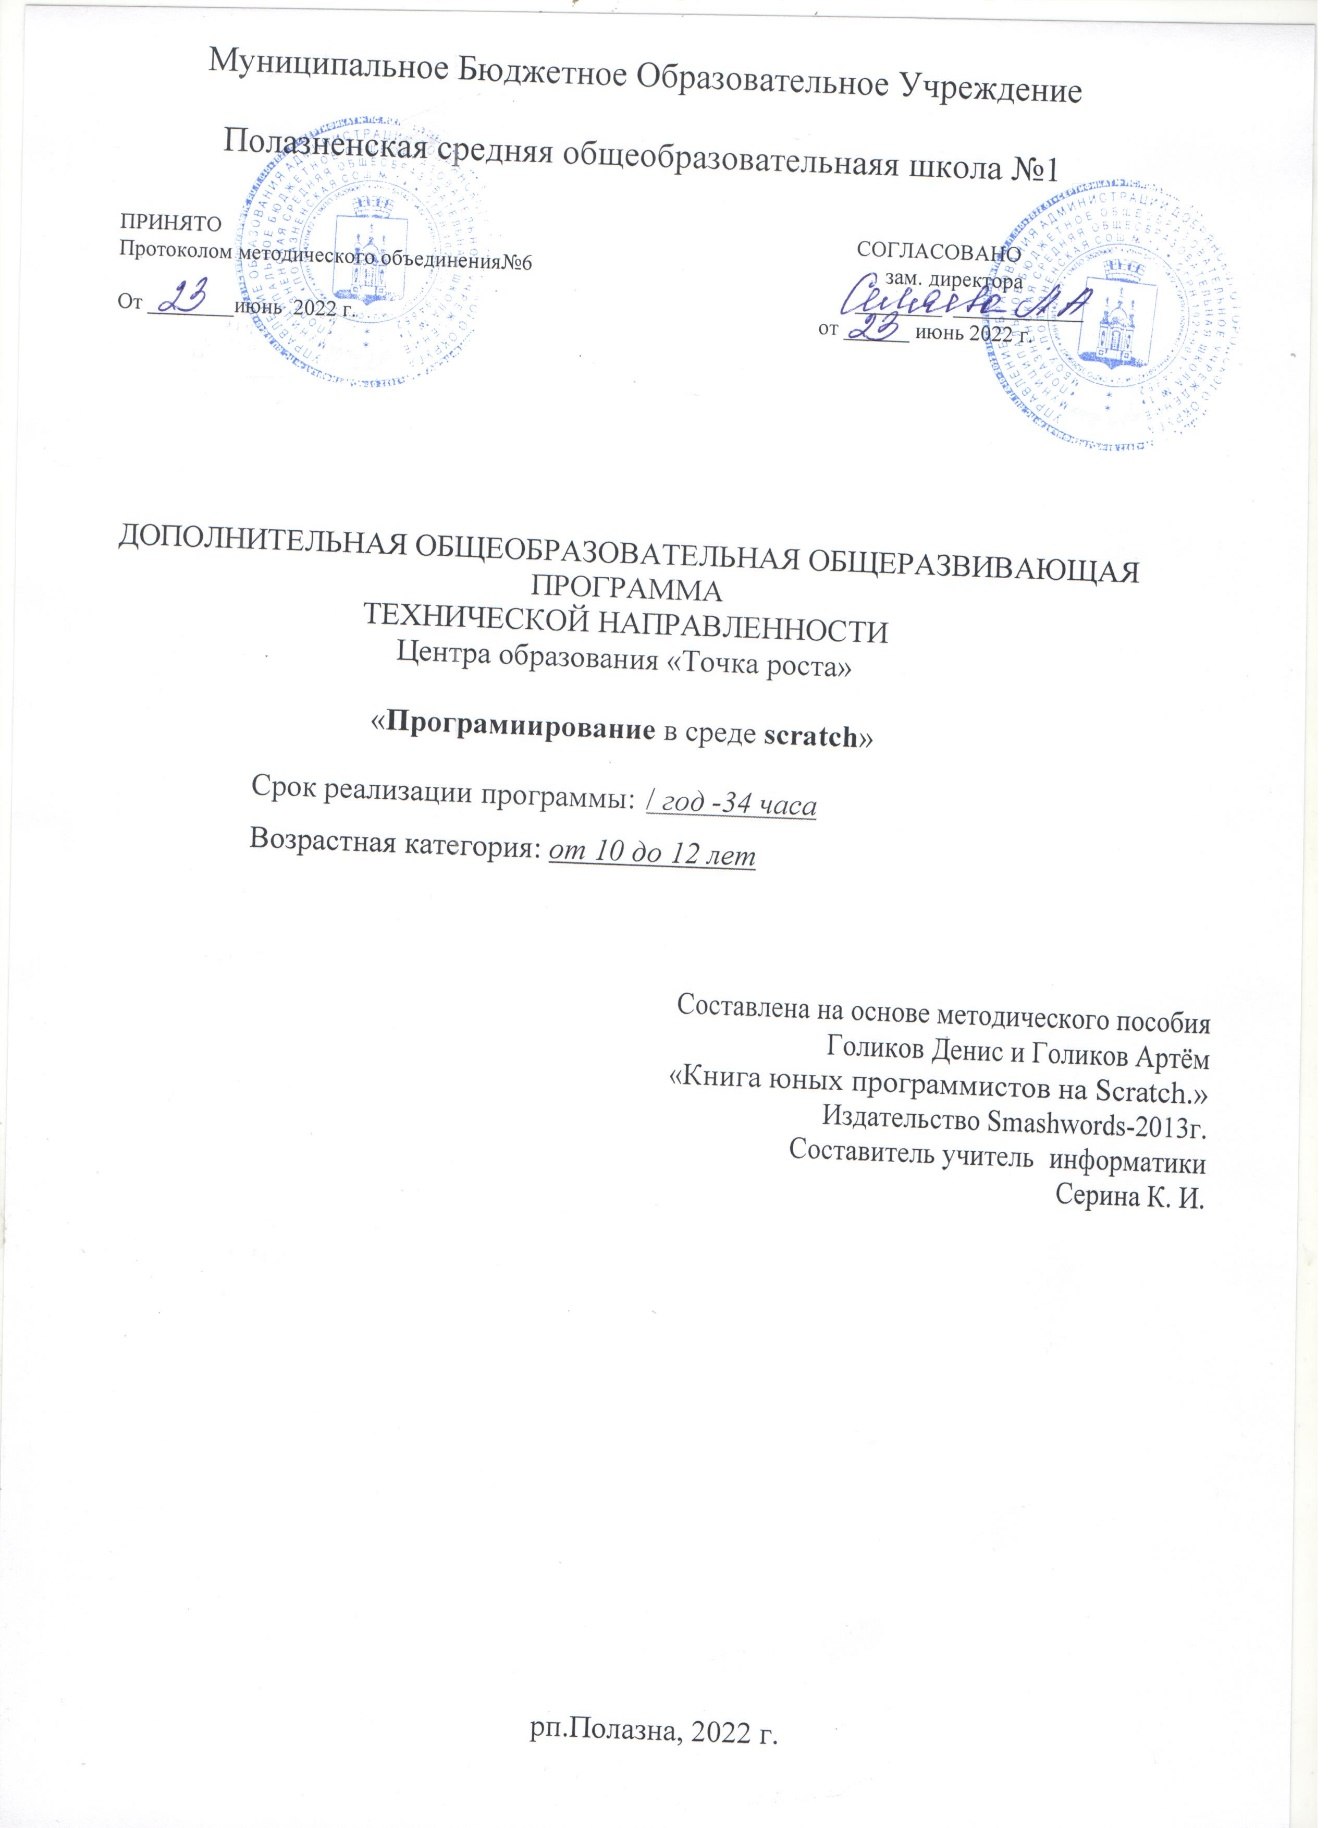 Муниципальное Бюджетное Образовательное Учреждение
Полазненская средняя общеобразовательнаяя школа №1
ПРИНЯТО
Протоколом методического объединения№6
От 23 июнь 2022 г.
СОГЛАСОВАНО
зам. директора
от 23 июнь 2022 г.
ДОПОЛНИТЕЛЬНАЯ ОБЩЕОБРАЗОВАТЕЛЬНАЯ ОБЩЕРАЗВИВАЮЩАЯ
ПРОГРАММА
ТЕХНИЧЕСКОЙ НАПРАВЛЕННОСТИ
Центра образования «Точка роста»
«Програмиирование в среде scratch»
Срок реализации программы: / год -34 часа
Возрастная категория: от 10 до 12 лет
Составлена на основе методического пособия
Голиков Денис и Голиков Артём
«Книга юных программистов на Scratch.»
Издательство Smashwords-2013г.
Составитель учитель информатики
Серина К. И.
рп.Полазна, 2022 г.